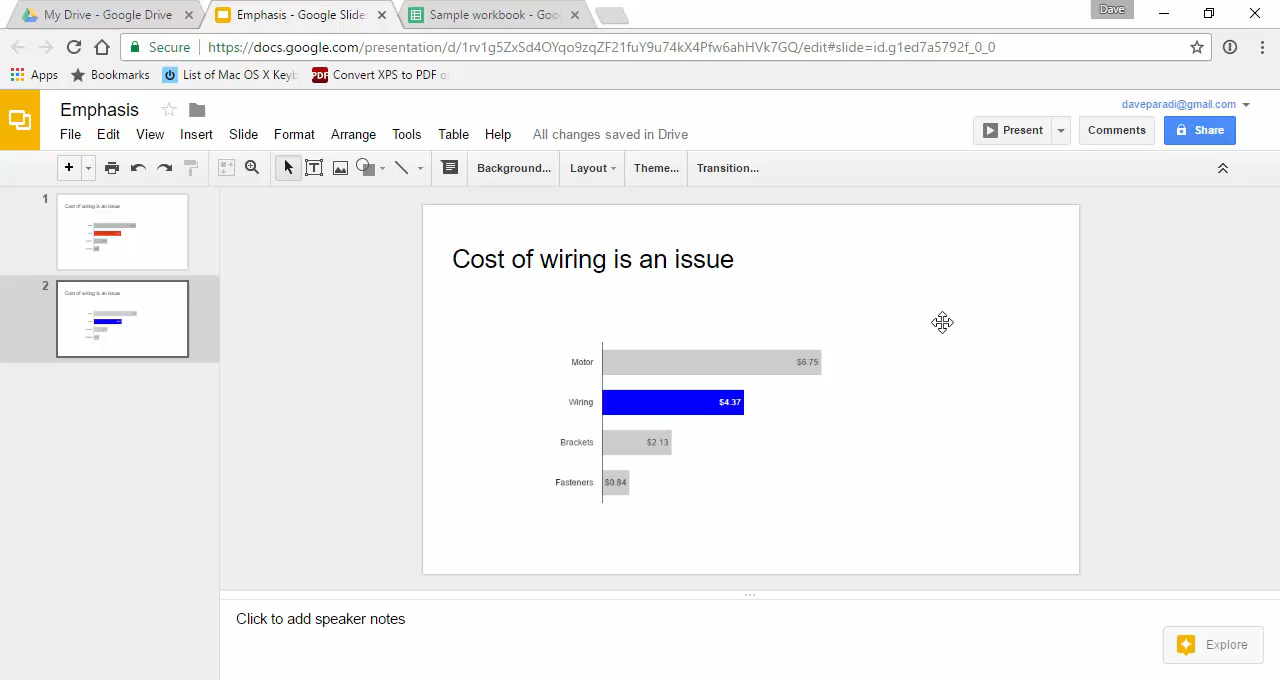 My Drive - Google Drive
Emphasis - Google Slides
Sample workbook - Goo
Dave
Secure
https://docs.google.com/presentation/d/1rv1g5ZxSd4OYqo9zqZF21fuY9u74kX4Pfw6ahHVk7GQ/edit#slide=id.g1ed7a5792f_0_0
Apps
Bookmarks
List of Mac OS X Keyb
PDF
Convert XPS to PDF o
Emphasis
daveparadi@gmail.com
File Edit View Insert Slide Format Arrange Tools Table Help
All changes saved in Drive
Present
Comments
Share
Background...
Layout
Theme...
Transition...
1
Cost of wiring is an issue
2
Cost of wiring is an issue
Cost of wiring is an issue
Motor $6.75
Wiring $4.37
Brackets $2.13
Fasteners $0.84
Click to add speaker notes
Explore